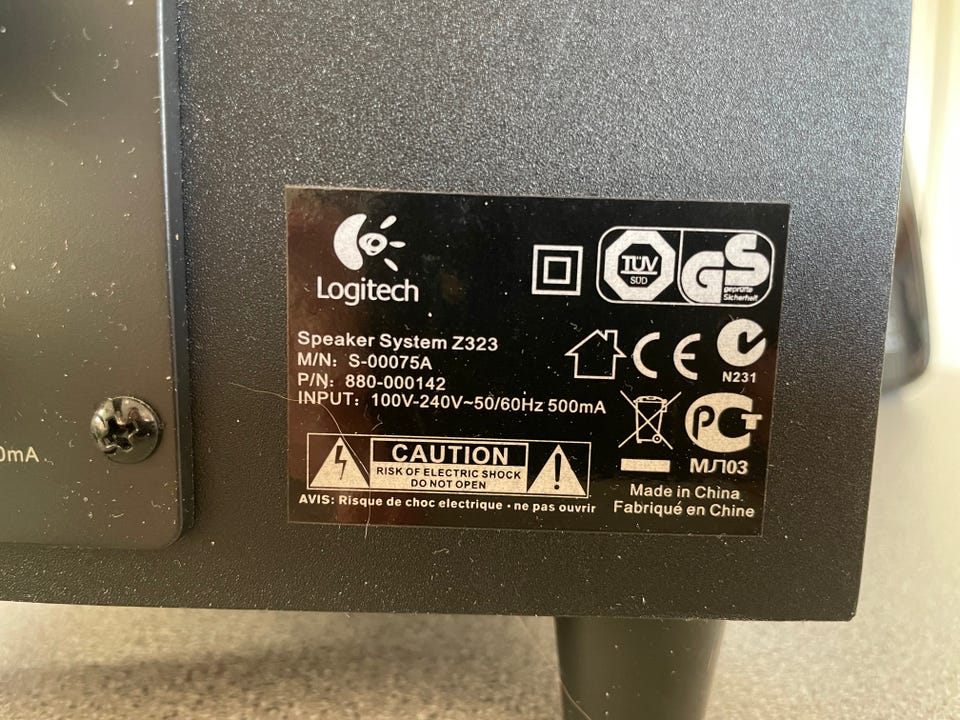 Logitech
TÜV
SÜD
GS
geprüfte
Sicherheit
Speaker System Z323
M/N: S-00075A
P/N: 880-000142
INPUT: 100V-240V~50/60Hz 500mA
CE
N231
0mA
CAUTION
RISK OF ELECTRIC SHOCK
DO NOT OPEN
AVIS: Risque de choc electrique · ne pas ouvrir
РСТ
МЛ03
Made in China
Fabriqué en Chine